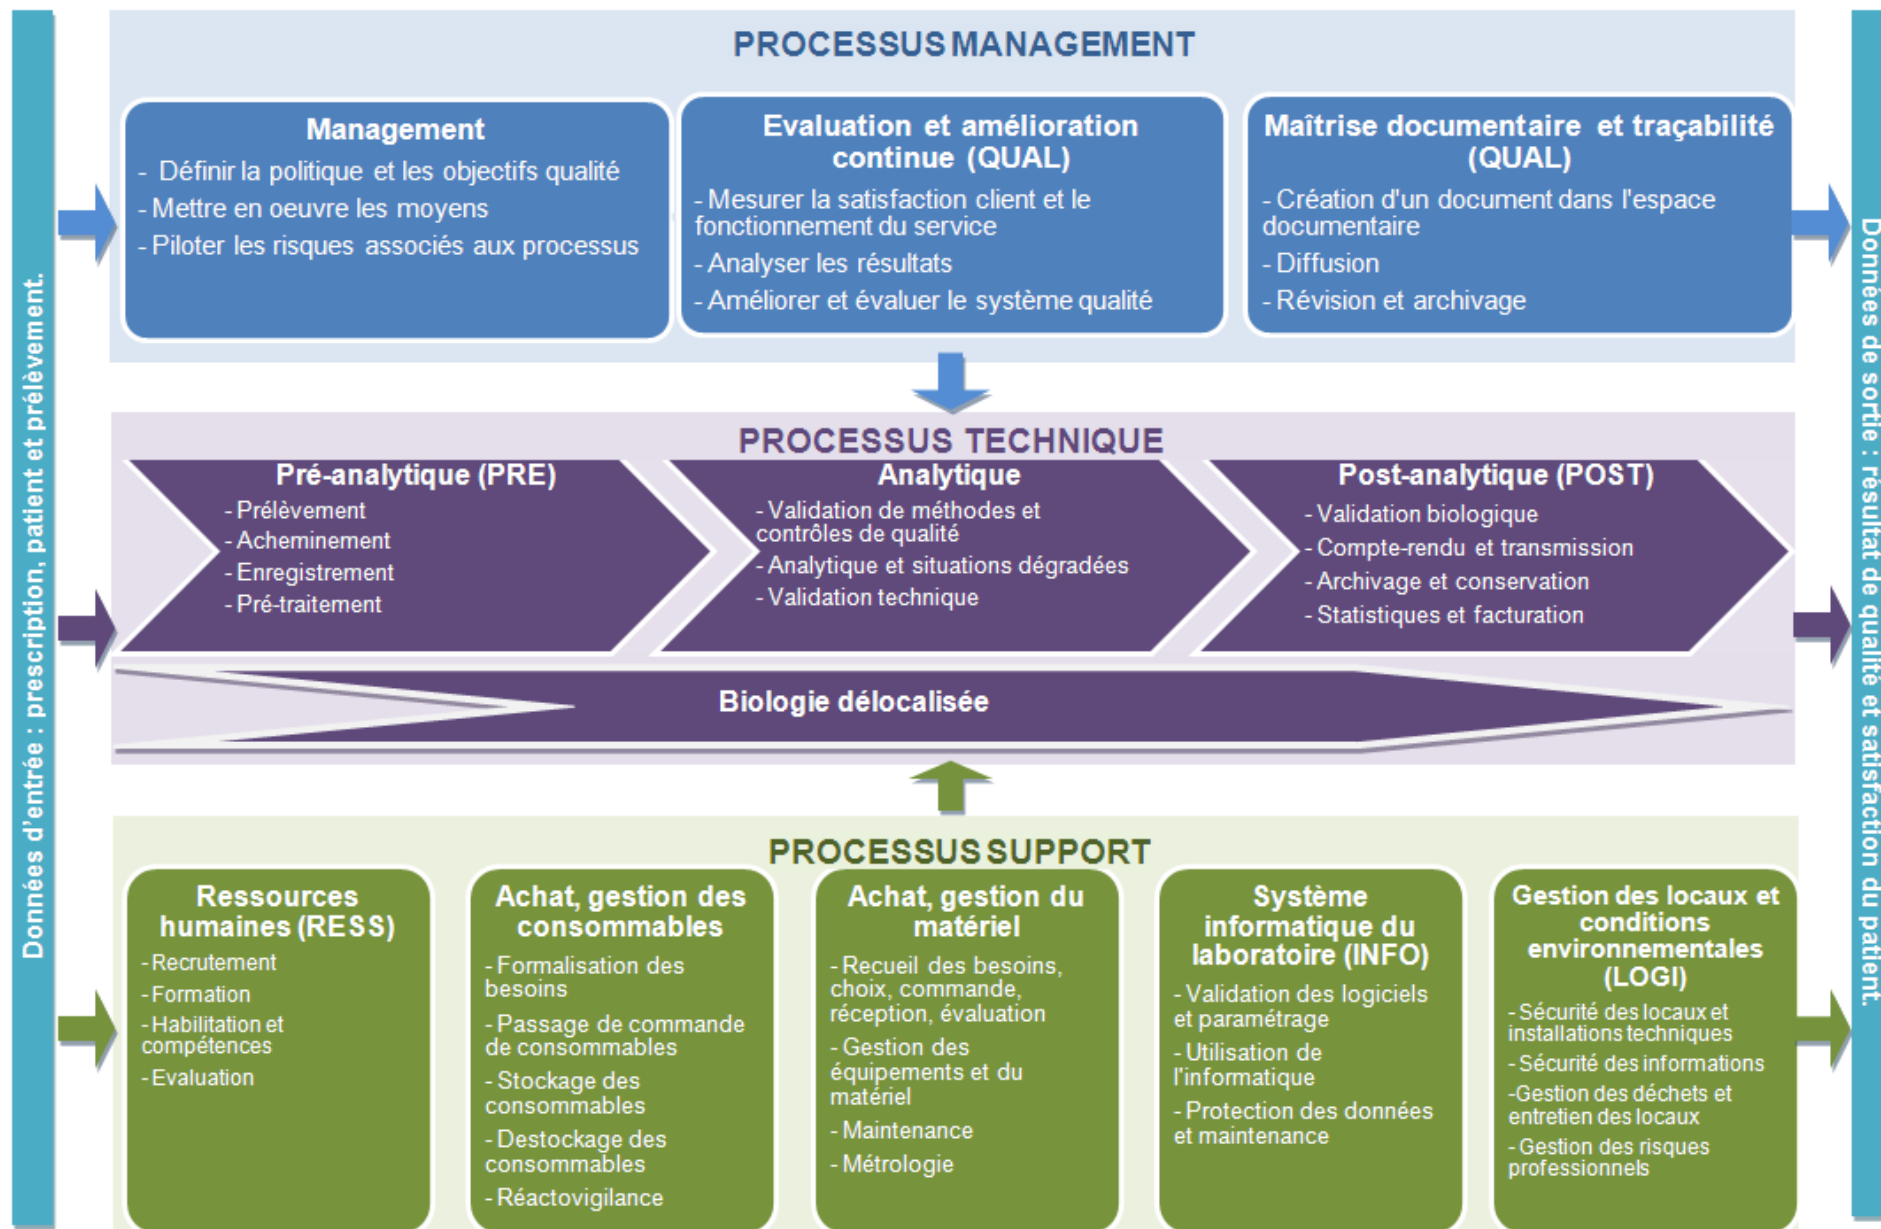 Données d'entrée : prescription, patient et prélèvement.
PROCESSUS MANAGEMENT
Management
- Définir la politique et les objectifs qualité
- Mettre en oeuvre les moyens
- Piloter les risques associés aux processus
Evaluation et amélioration
continue (QUAL)
- Mesurer la satisfaction client et le
fonctionnement du service
- Analyser les résultats
- Améliorer et évaluer le système qualité
Maîtrise documentaire et traçabilité
(QUAL)
- Création d'un document dans l'espace
documentaire
- Diffusion
- Révision et archivage
PROCESSUS TECHNIQUE
Pré-analytique (PRE)
- Prélèvement
- Acheminement
- Enregistrement
- Pré-traitement
Analytique
- Validation de méthodes et
contrôles de qualité
- Analytique et situations dégradées
- Validation technique
Post-analytique (POST)
- Validation biologique
- Compte-rendu et transmission
- Archivage et conservation
- Statistiques et facturation
Biologie délocalisée
PROCESSUS SUPPORT
Ressources
humaines (RESS)
- Recrutement
- Formation
- Habilitation et
compétences
- Evaluation
Achat, gestion des
consommables
- Formalisation des
besoins
- Passage de commande
de consommables
- Stockage des
consommables
- Destockage des
consommables
- Réactovigilance
Achat, gestion du
matériel
- Recueil des besoins,
choix, commande,
réception, évaluation
- Gestion des
équipements et du
matériel
- Maintenance
- Métrologie
Système
informatique du
laboratoire (INFO)
- Validation des logiciels
et paramétrage
- Utilisation de
l'informatique
- Protection des données
et maintenance
Gestion des locaux et
conditions
environnementales
(LOGI)
- Sécurité des locaux et
installations techniques
- Sécurité des informations
-Gestion des déchets et
entretien des locaux
- Gestion des risques
professionnels
Données de sortie : résultat de qualité et satisfaction du patient.